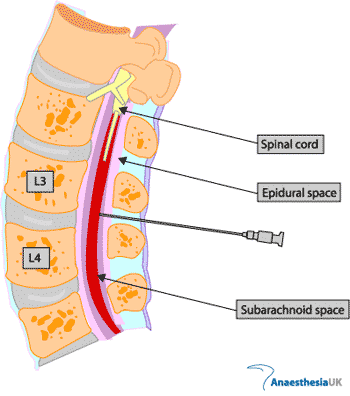 Spinal cord
L3
Epidural space
L4
Subarachnoid space
AnaesthesiaUK